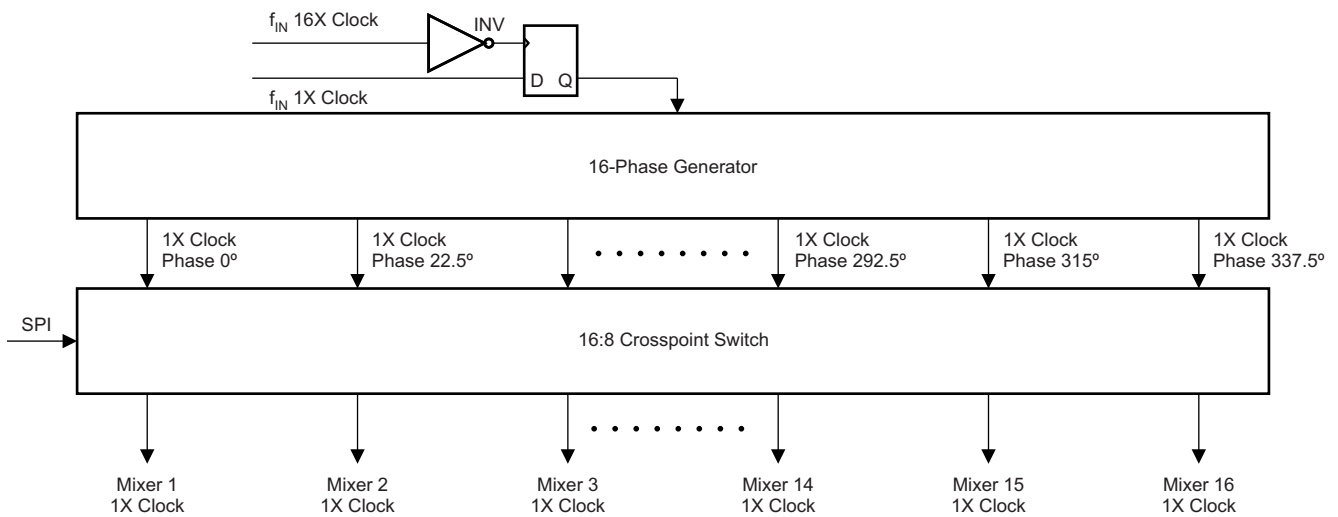 f_IN 16X Clock
INV
D Q
f_IN 1X Clock
16-Phase Generator
1X Clock
Phase 0º
1X Clock
Phase 22.5º
1X Clock
Phase 292.5º
1X Clock
Phase 315º
1X Clock
Phase 337.5º
SPI
16:8 Crosspoint Switch
Mixer 1
1X Clock
Mixer 2
1X Clock
Mixer 3
1X Clock
Mixer 14
1X Clock
Mixer 15
1X Clock
Mixer 16
1X Clock